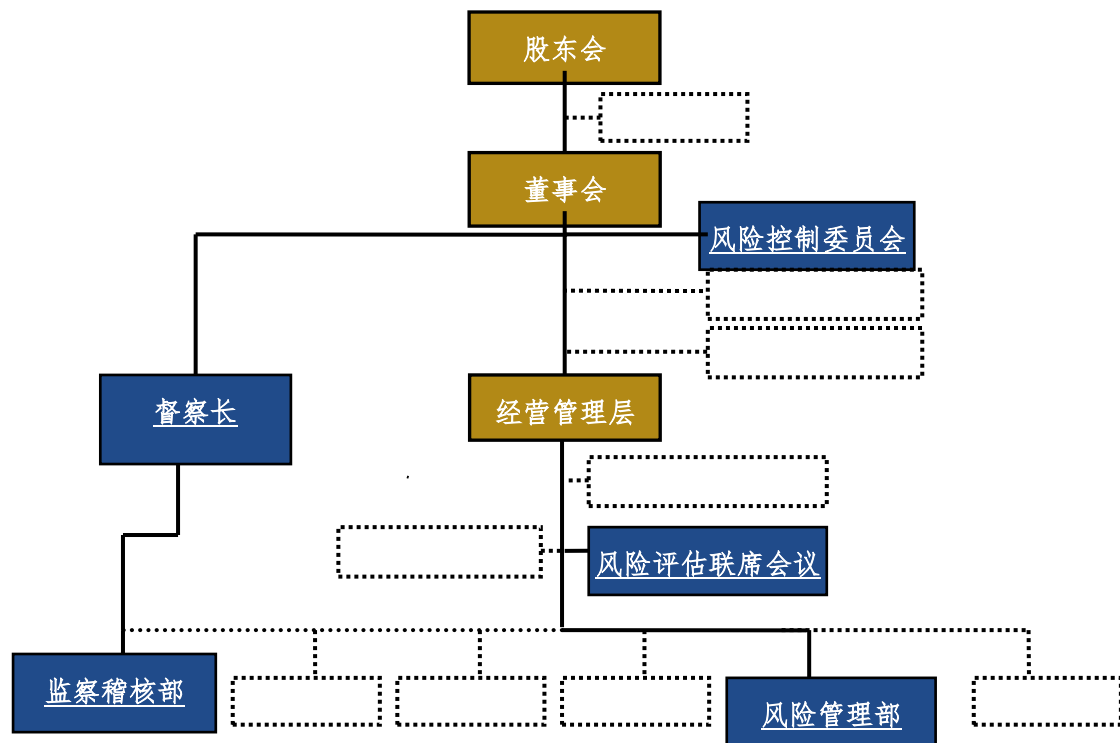 股东会
董事会
风险控制委员会
督察长
经营管理层
风险评估联席会议
监察稽核部
风险管理部